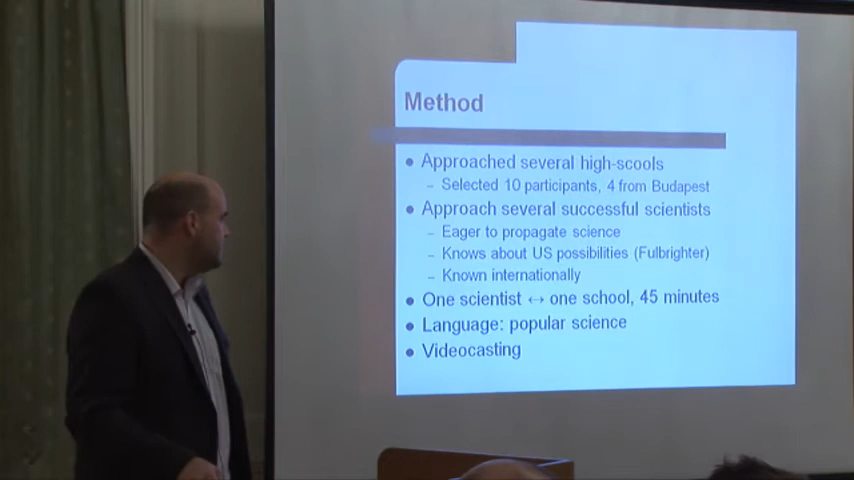 Method
• Approached several high-scools
– Selected 10 participants, 4 from Budapest
• Approach several successful scientists
– Eager to propagate science
– Knows about US possibilities (Fulbrighter)
– Known internationally
• One scientist ↔ one school, 45 minutes
• Language: popular science
• Videocasting